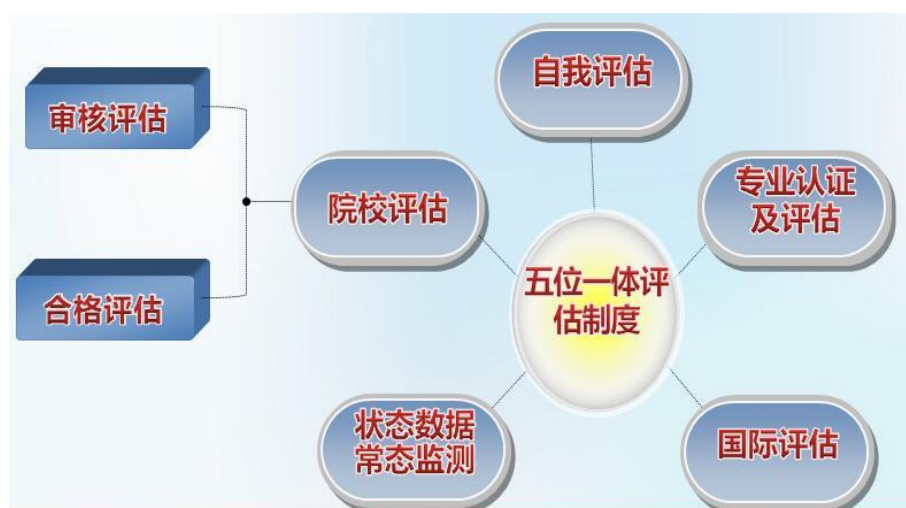 自我评估
审核评估
专业认证
及评估
院校评估
五位一体评
估制度
合格评估
状态数据
常态监测
国际评估